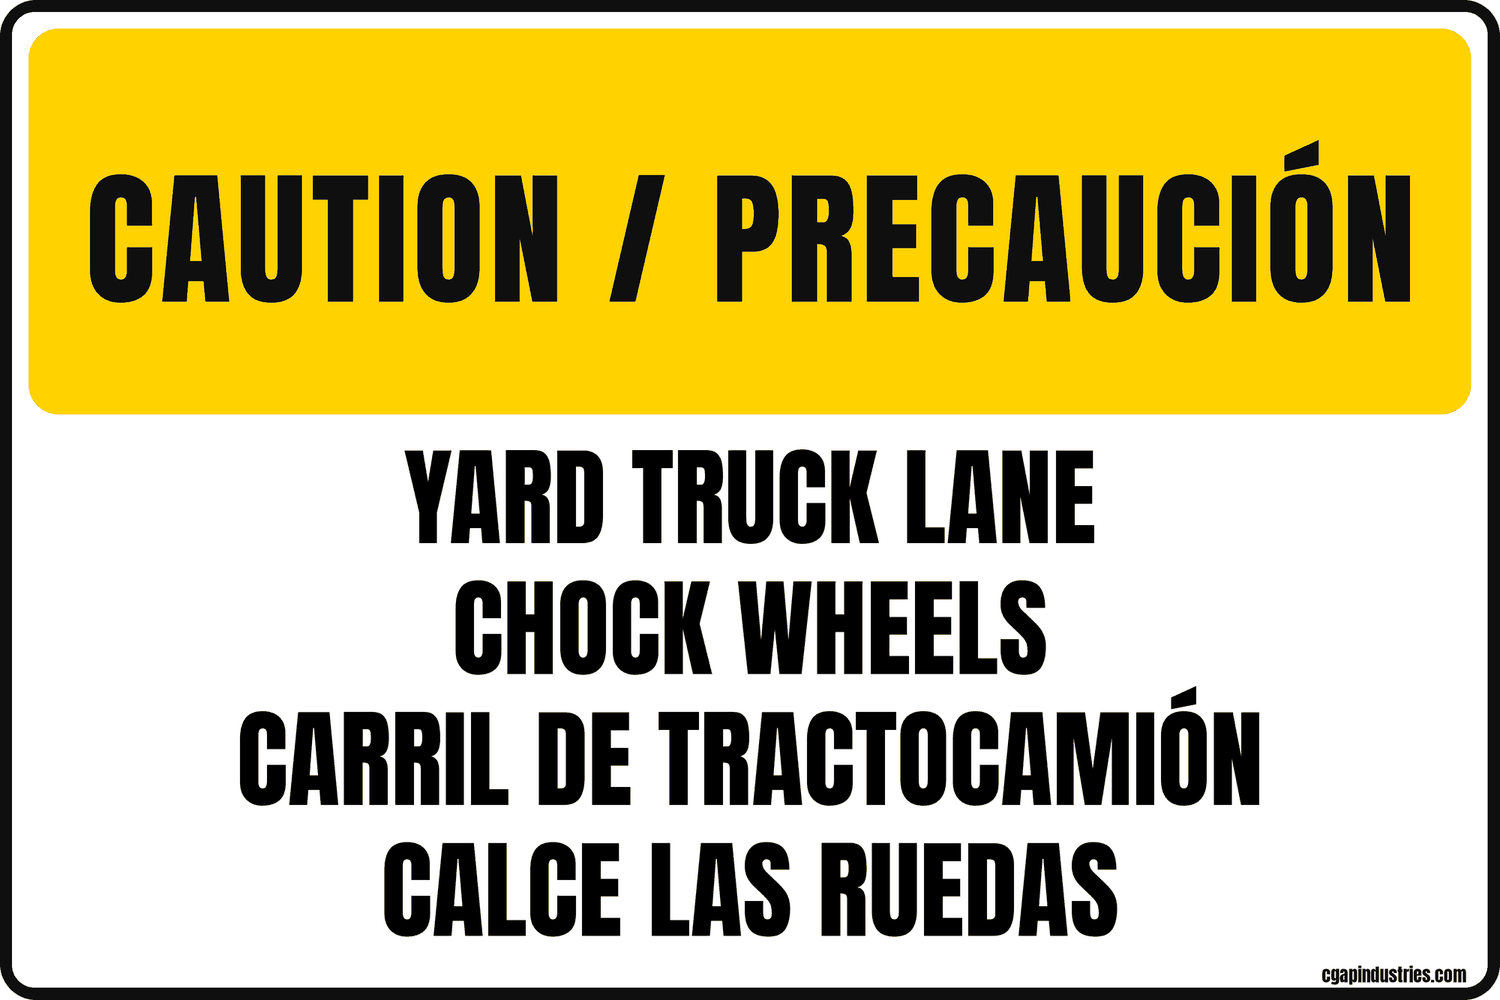 CAUTION / PRECAUCIÓN
YARD TRUCK LANE
CHOCK WHEELS
CARRIL DE TRACTOCAMIÓN
CALCE LAS RUEDAS
cgapindustries.com